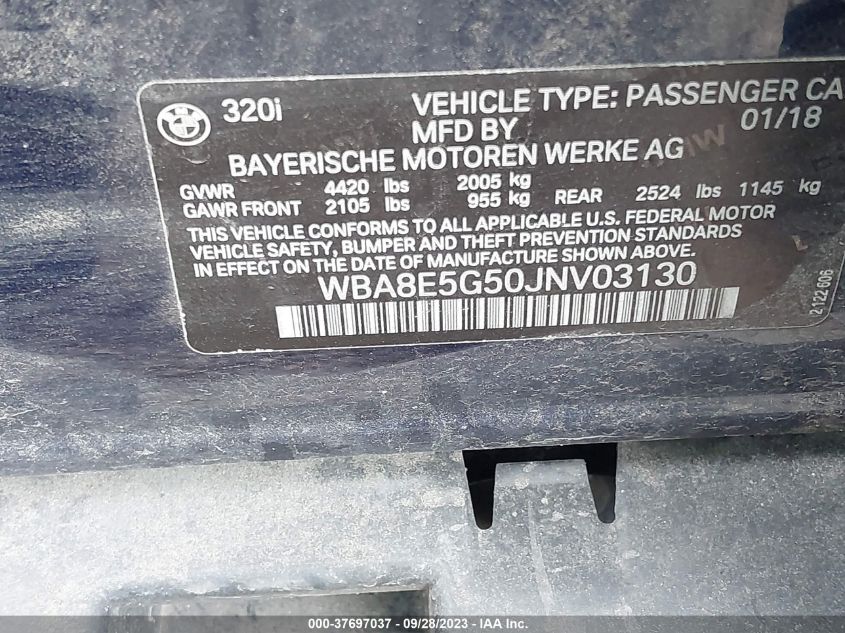 BMW 320i VEHICLE TYPE: PASSENGER CA
MFD BY 01/18
BAYERISCHE MOTOREN WERKE AG
GVWR 4420 lbs 2005 kg
GAWR FRONT 2105 lbs 955 kg REAR 2524 lbs 1145 kg
THIS VEHICLE CONFORMS TO ALL APPLICABLE U.S. FEDERAL MOTOR
VEHICLE SAFETY, BUMPER AND THEFT PREVENTION STANDARDS
IN EFFECT ON THE DATE OF MANUFACTURE SHOWN ABOVE.
WBA8E5G50JNV03130
2122 606
000-37697037 - 09/28/2023 - IAA Inc.